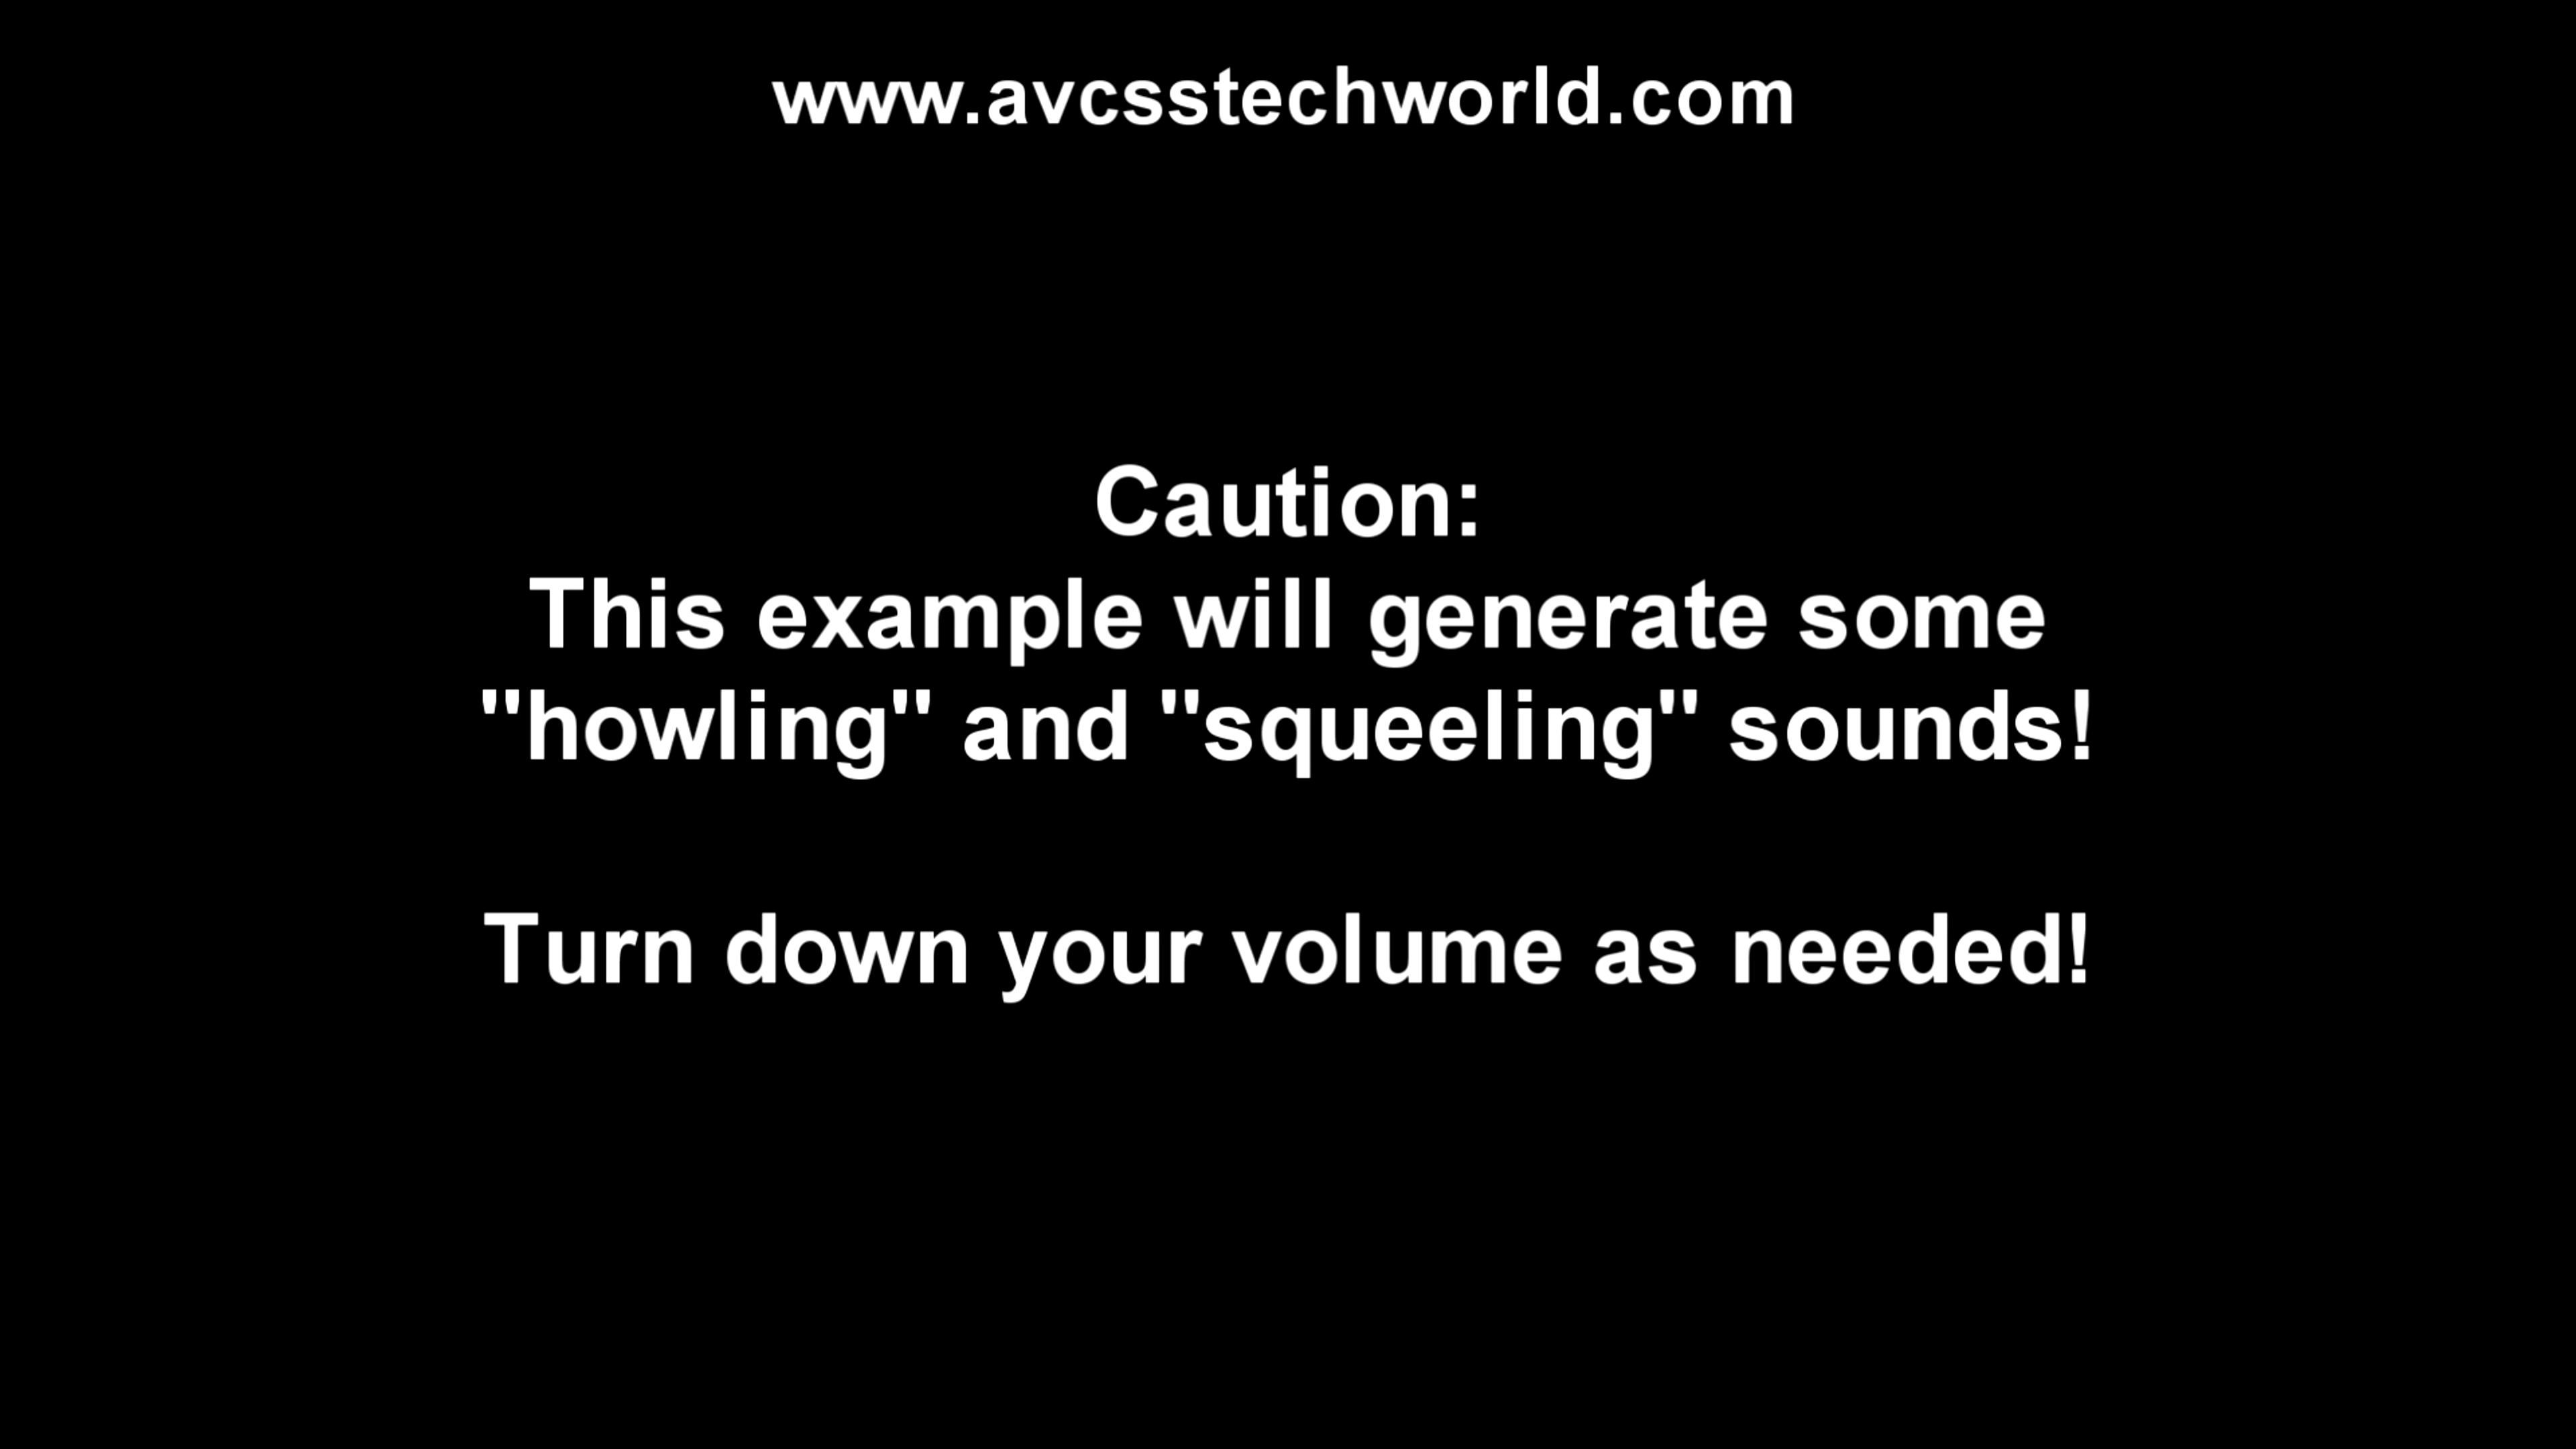 www.avcsstechworld.com
Caution:
This example will generate some
"howling" and "squeeling" sounds!
Turn down your volume as needed!